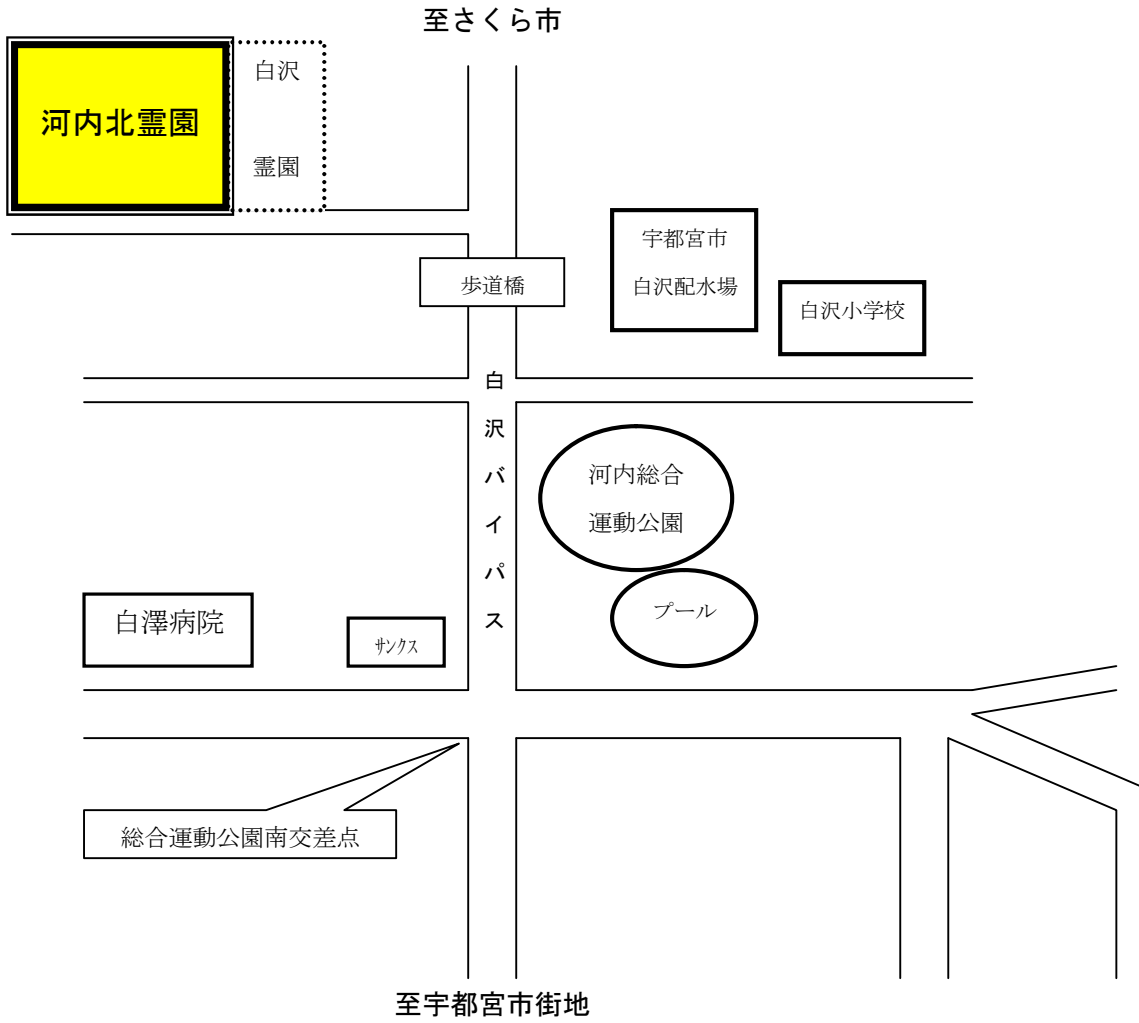 至さくら市
白沢
河内北霊園
霊園
宇都宮市
白沢配水場
歩道橋
白沢小学校
白沢バイパス
河内総合
運動公園
プール
白澤病院
ｻﾝｸｽ
総合運動公園南交差点
至宇都宮市街地